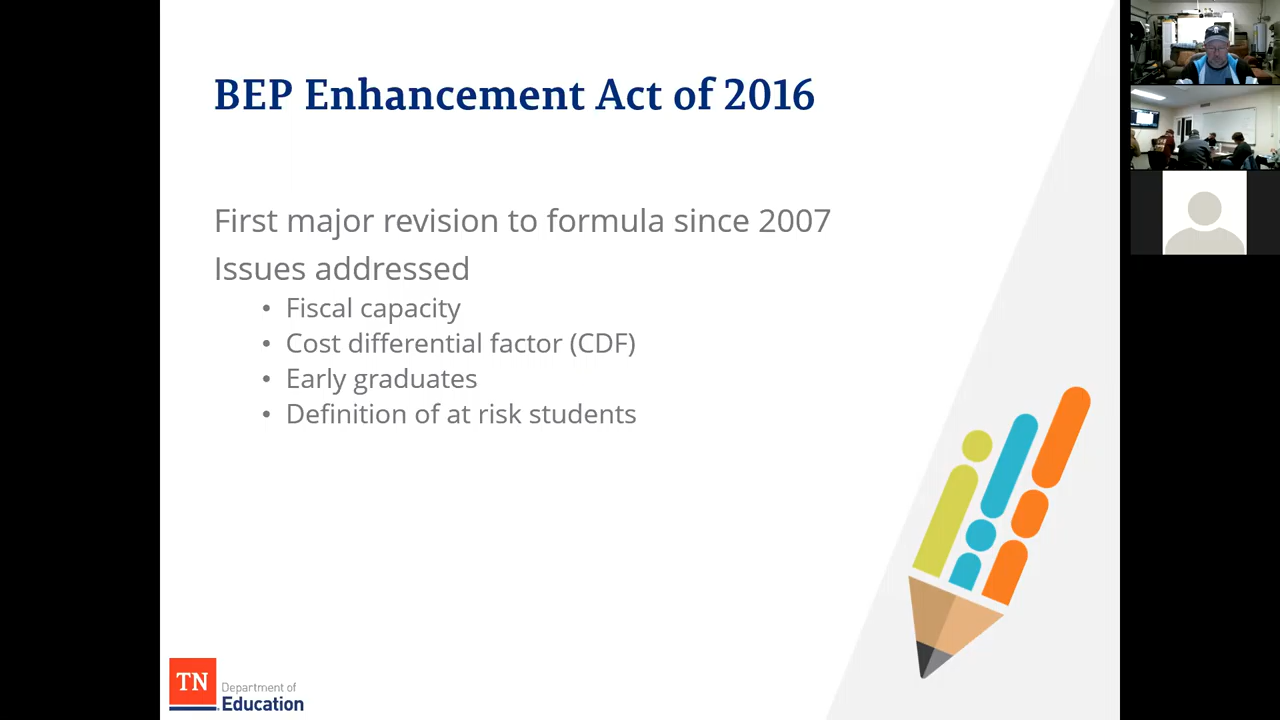 BEP Enhancement Act of 2016
First major revision to formula since 2007
Issues addressed
• Fiscal capacity
• Cost differential factor (CDF)
• Early graduates
• Definition of at risk students
TN
Department of
Education